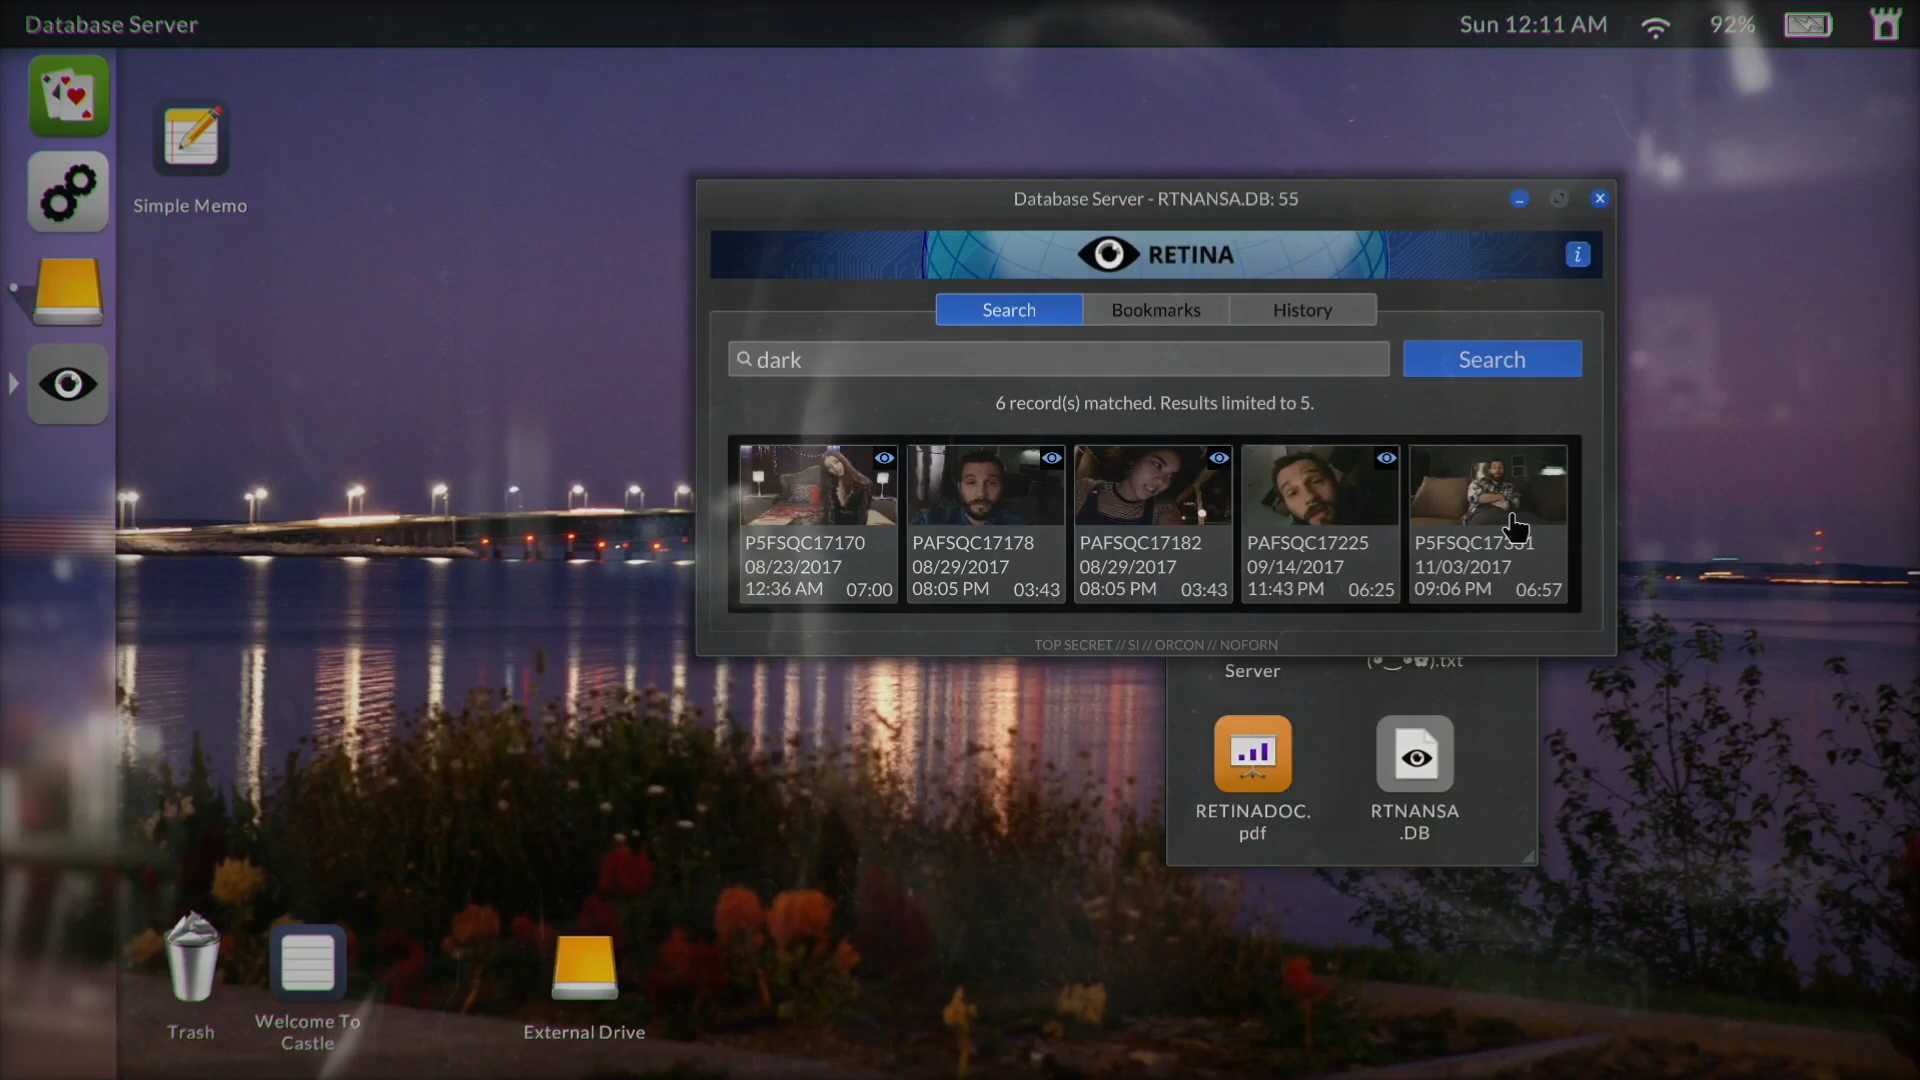 Database Server
Sun 12:11 AM
92%
Simple Memo
Database Server - RTNANSA.DB: 55
RETINA
i
Search
Bookmarks
History
dark
Search
6 record(s) matched. Results limited to 5.
P5FSQC17170
08/23/2017
12:36 AM 07:00
PAFSQC17178
08/29/2017
08:05 PM 03:43
PAFSQC17182
08/29/2017
08:05 PM 03:43
PAFSQC17225
09/14/2017
11:43 PM 06:25
11/03/2017
09:06 PM 06:57
TOP SECRET // SI // ORCON // NOFORN
Server
.txt
RETINADOC.
pdf
RTNANSA
.DB
Trash
Welcome To
Castle
External Drive